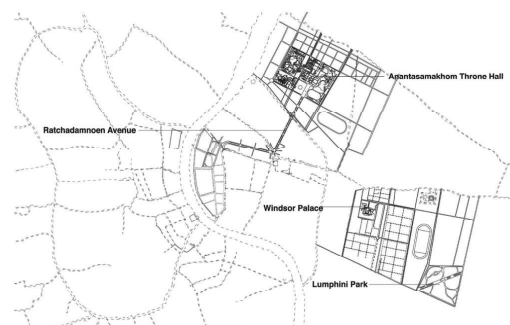 Anantasamakhom Throne Hall
Ratchadamnoen Avenue
Windsor Palace
Lumphini Park